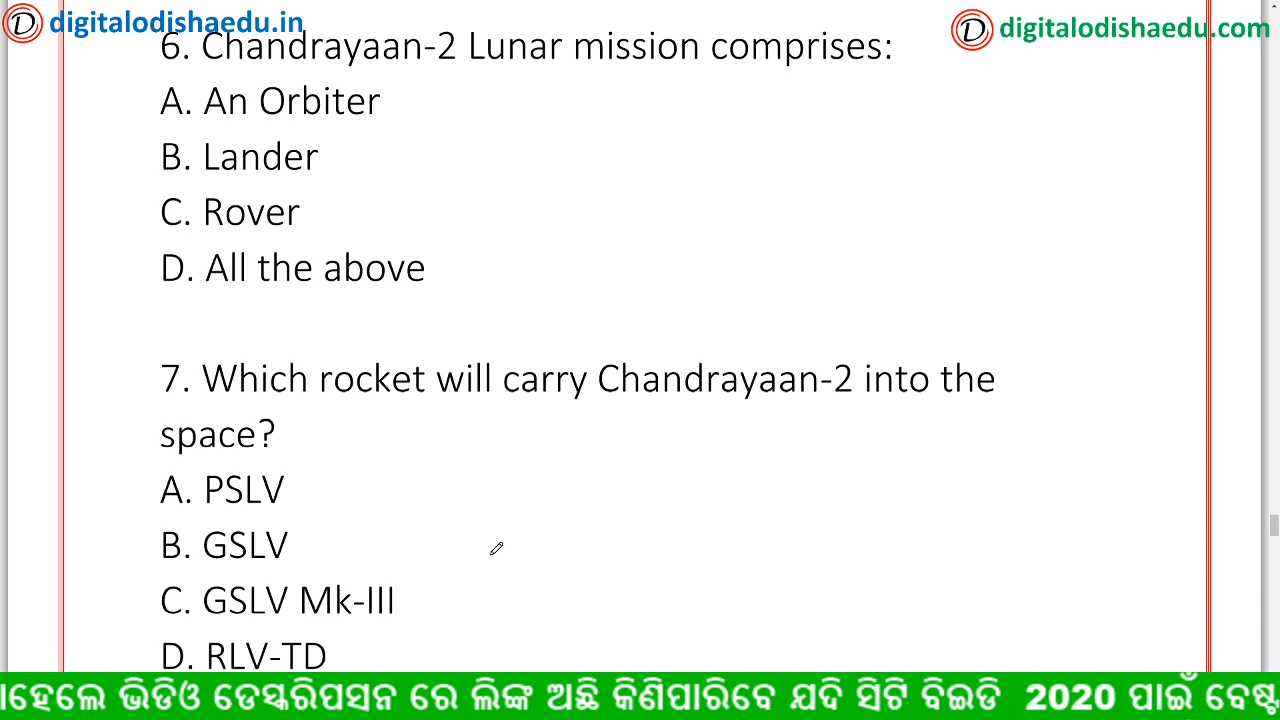 digitalodishaedu.in
digitalodishaedu.com
6. Chandrayaan-2 Lunar mission comprises:
A. An Orbiter
B. Lander
C. Rover
D. All the above
7. Which rocket will carry Chandrayaan-2 into the
space?
A. PSLV
B. GSLV
C. GSLV Mk-III
D. RLV-TD
ଭିଡିଓ ଡେସ୍କରିପସନ ରେ ଲିଙ୍କ ଅଛି କିଣିପାରିବେ ଯଦି ସିଟି ବିଇଡି 2020 ପାଇଁ